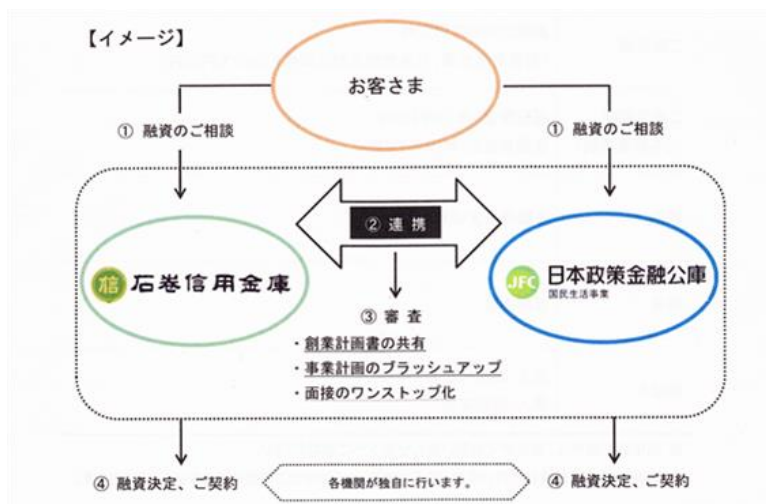 【イメージ】
お客さま
① 融資のご相談
① 融資のご相談
② 連携
信 石巻信用金庫
JFC 日本政策金融公庫
国民生活事業
③ 審査
・創業計画書の共有
・事業計画のブラッシュアップ
・面接のワンストップ化
④ 融資決定、ご契約
各機関が独自に行います。
④ 融資決定、ご契約